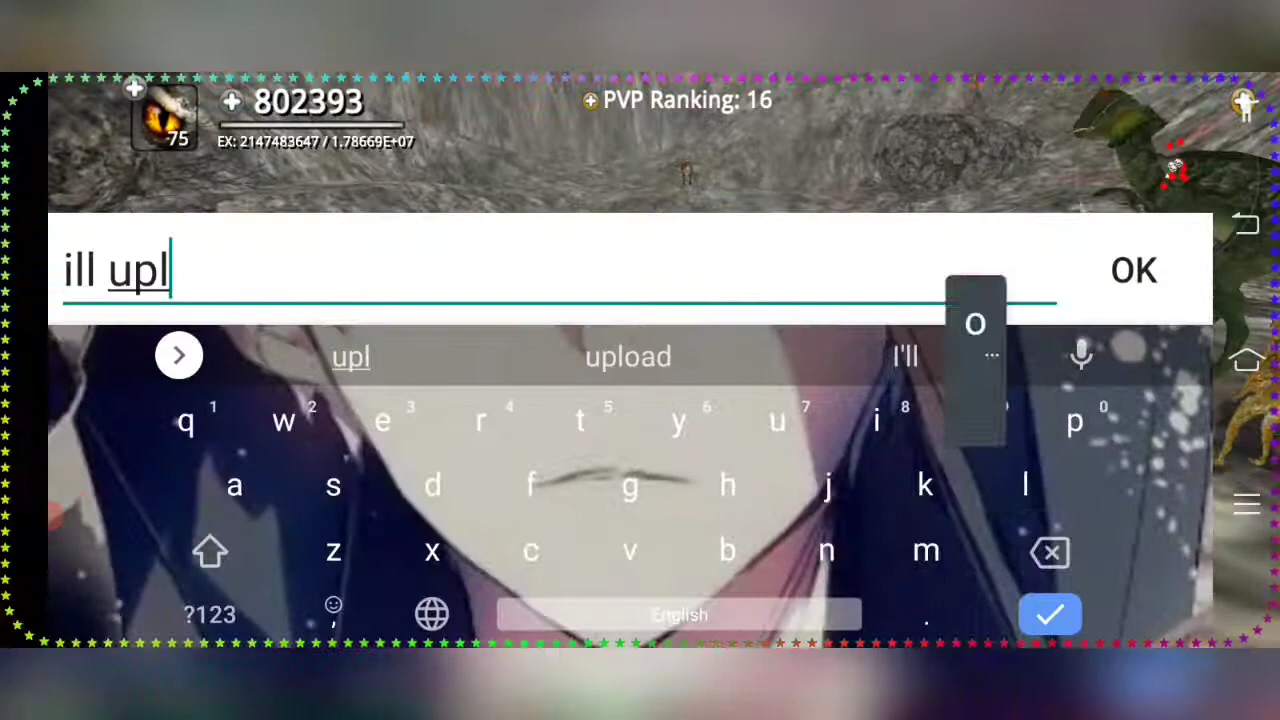 802393
PVP Ranking: 16
75
EX: 2147483647 / 1.78669E+07
ill upl
OK
o
upl
upload
I'll
...
q 1 w 2 e 3 r 4 t 5 y 6 u 7 i 8 p 0
a s d f g h j k l
z x c v b n m
?123
,
English
.